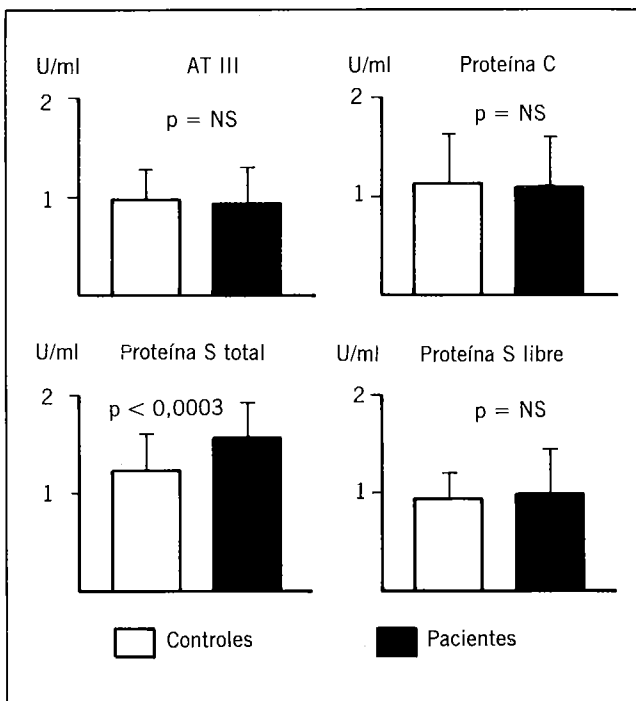 U/ml AT III
2
p = NS
1
U/ml Proteína C
2
p = NS
1
U/ml Proteína S total
2
p < 0,0003
1
U/ml Proteína S libre
2
p = NS
1
Controles
Pacientes